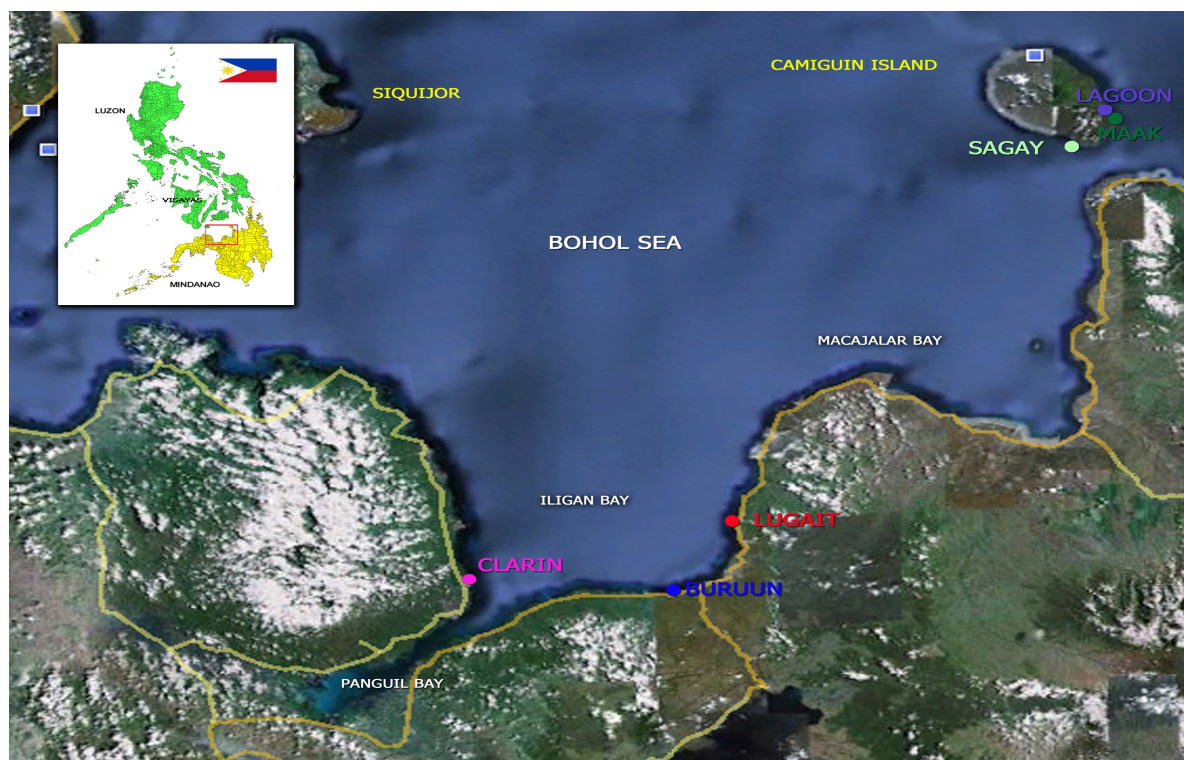 LUZON
VISAYAS
MINDANAO
SIQUIJOR
CAMIGUIN ISLAND
LAGOON
MAAK
SAGAY
BOHOL SEA
MACAJALAR BAY
ILIGAN BAY
LUGAIT
CLARIN
BURUUN
PANGUIL BAY